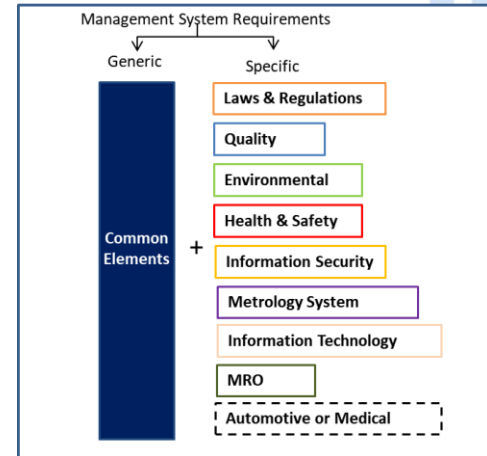 Management System Requirements
Generic
Specific
Common
Elements
+
Laws & Regulations
Quality
Environmental
Health & Safety
Information Security
Metrology System
Information Technology
MRO
Automotive or Medical